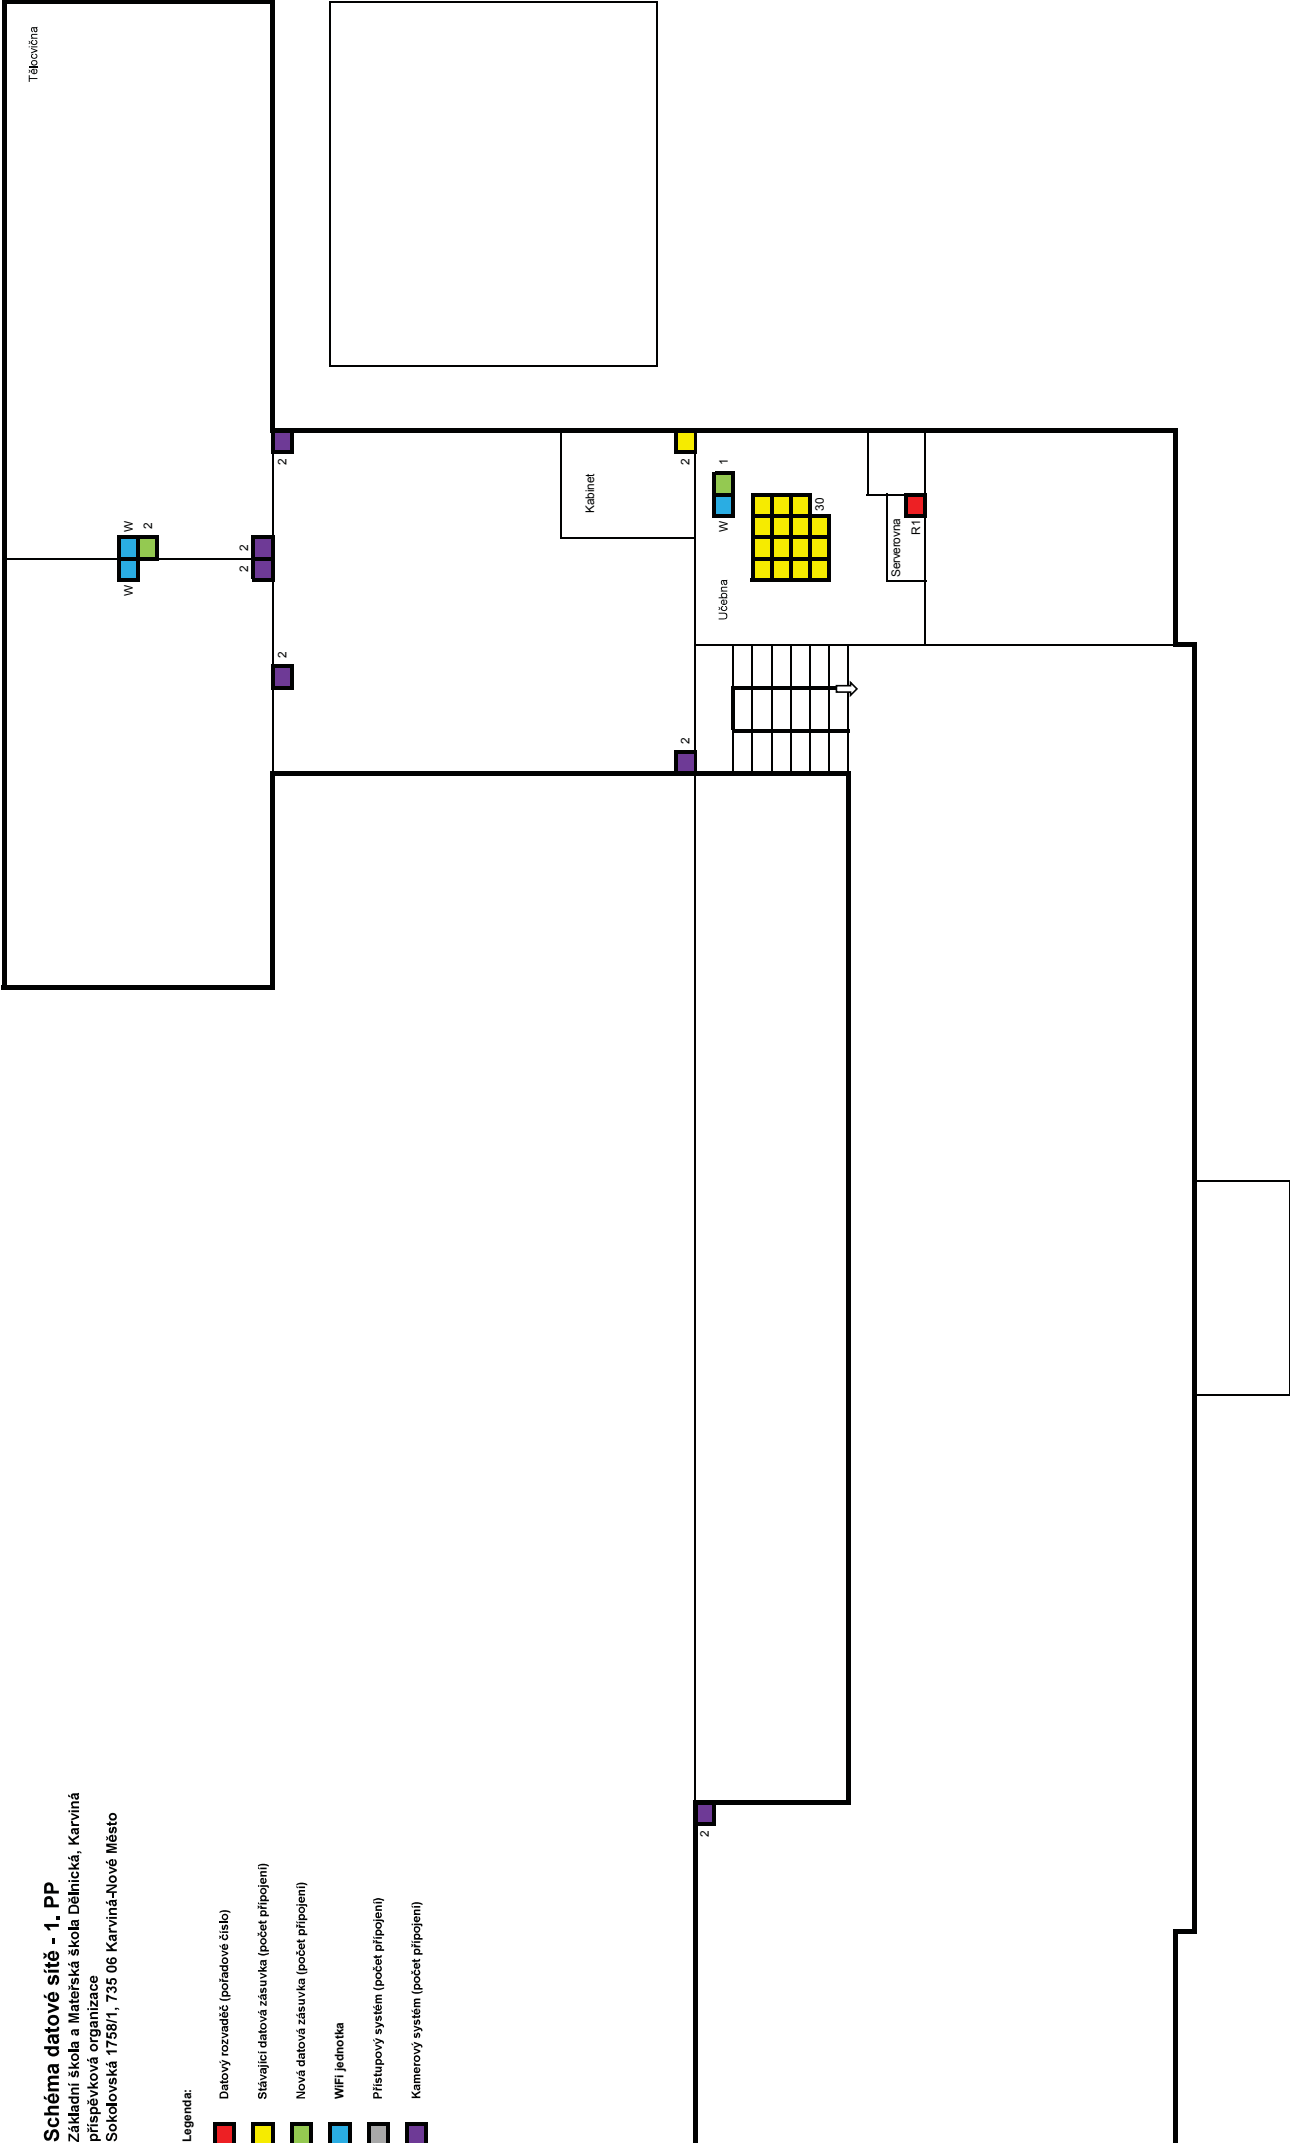 Schéma datové sítě - 1. PP
Základní škola a Mateřská škola Dělnická, Karviná
příspěvková organizace
Sokolovská 1758/1, 735 06 Karviná-Nové Město
Legenda:
Datový rozvaděč (pořadové číslo)
Stávající datová zásuvka (počet připojení)
Nová datová zásuvka (počet připojení)
WiFi jednotka
Přístupový systém (počet připojení)
Kamerový systém (počet připojení)
Tělocvična
W
W
2
2
2
2
2
Kabinet
2
2
W
1
Učebna
30
Serverovna
R1
2